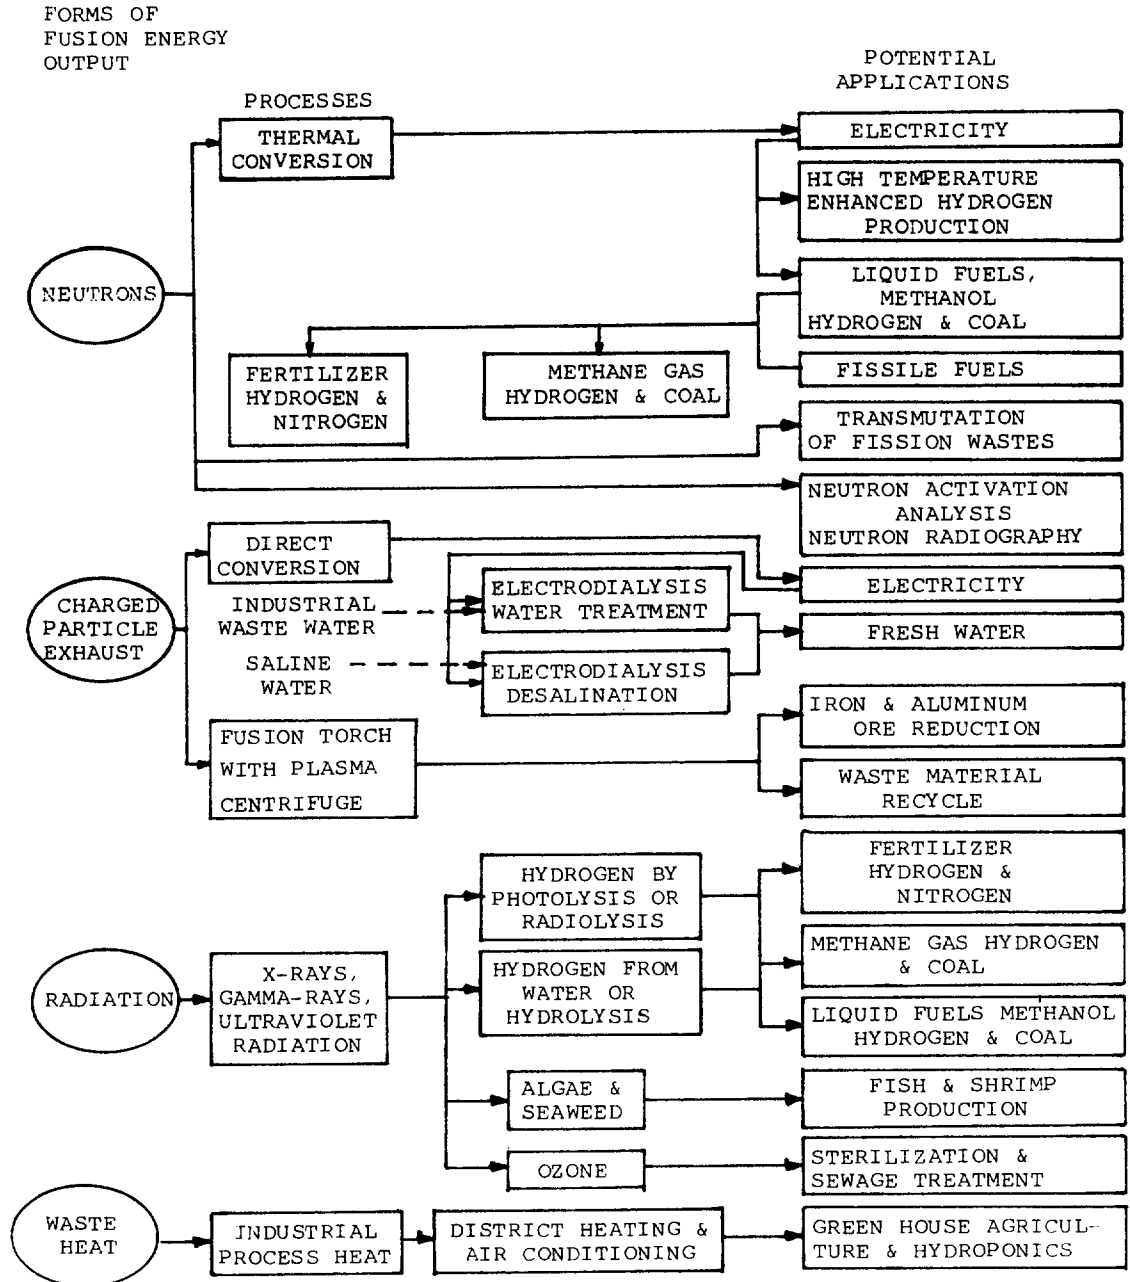 FORMS OF
FUSION ENERGY
OUTPUT
POTENTIAL
APPLICATIONS
PROCESSES
THERMAL
CONVERSION
ELECTRICITY
HIGH TEMPERATURE
ENHANCED HYDROGEN
PRODUCTION
NEUTRONS
LIQUID FUELS,
METHANOL
HYDROGEN & COAL
FERTILIZER
HYDROGEN &
NITROGEN
METHANE GAS
HYDROGEN & COAL
FISSILE FUELS
TRANSMUTATION
OF FISSION WASTES
NEUTRON ACTIVATION
ANALYSIS
NEUTRON RADIOGRAPHY
CHARGED
PARTICLE
EXHAUST
DIRECT
CONVERSION
ELECTRICITY
INDUSTRIAL
WASTE WATER
ELECTRODIALYSIS
WATER TREATMENT
FRESH WATER
SALINE
WATER
ELECTRODIALYSIS
DESALINATION
FUSION TORCH
WITH PLASMA
CENTRIFUGE
IRON & ALUMINUM
ORE REDUCTION
WASTE MATERIAL
RECYCLE
RADIATION
X-RAYS,
GAMMA-RAYS,
ULTRAVIOLET
RADIATION
HYDROGEN BY
PHOTOLYSIS OR
RADIOLYSIS
FERTILIZER
HYDROGEN &
NITROGEN
HYDROGEN FROM
WATER OR
HYDROLYSIS
METHANE GAS HYDROGEN
& COAL
LIQUID FUELS METHANOL
HYDROGEN & COAL
ALGAE &
SEAWEED
FISH & SHRIMP
PRODUCTION
OZONE
STERILIZATION &
SEWAGE TREATMENT
WASTE
HEAT
INDUSTRIAL
PROCESS HEAT
DISTRICT HEATING &
AIR CONDITIONING
GREEN HOUSE AGRICUL-
TURE & HYDROPONICS